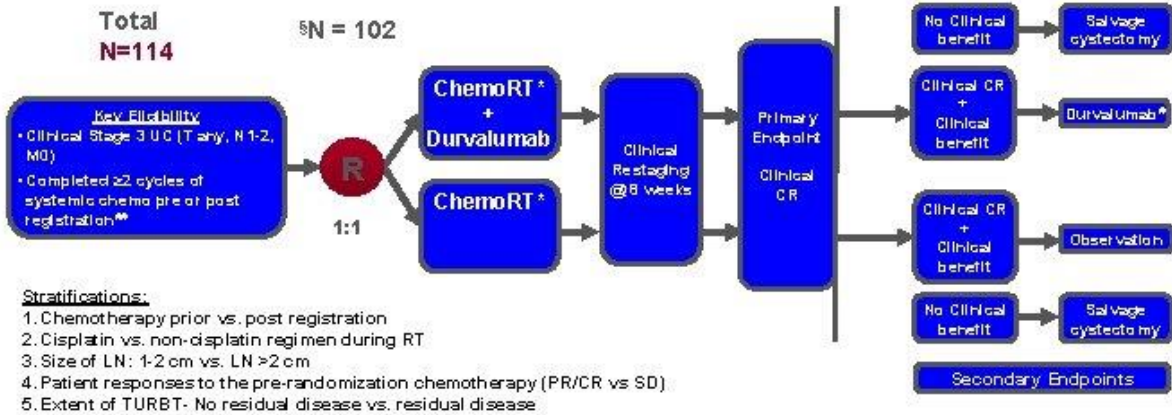 Total
N=114
§N = 102
Key Eligibility
• Clinical Stage 3 UC (T any, N 1-2,
M0)
• Completed ≥2 cycles of
systemic chemo pre or post
registration**
R
1:1
ChemoRT*
+
Durvalumab
ChemoRT*
Clinical
Restaging
@8 weeks
Primary
Endpoint
Clinical
CR
No Clinical
benefit
Salvage
cystectomy
Clinical CR
+
Clinical
benefit
Durvalumab
Clinical CR
+
Clinical
benefit
Observation
No Clinical
benefit
Salvage
cystectomy
Secondary Endpoints
Stratifications:
1. Chemotherapy prior vs. post registration
2. Cisplatin vs. non-cisplatin regimen during RT
3. Size of LN: 1-2 cm vs. LN >2 cm
4. Patient responses to the pre-randomization chemotherapy (PR/CR vs SD)
5. Extent of TURBT- No residual disease vs. residual disease